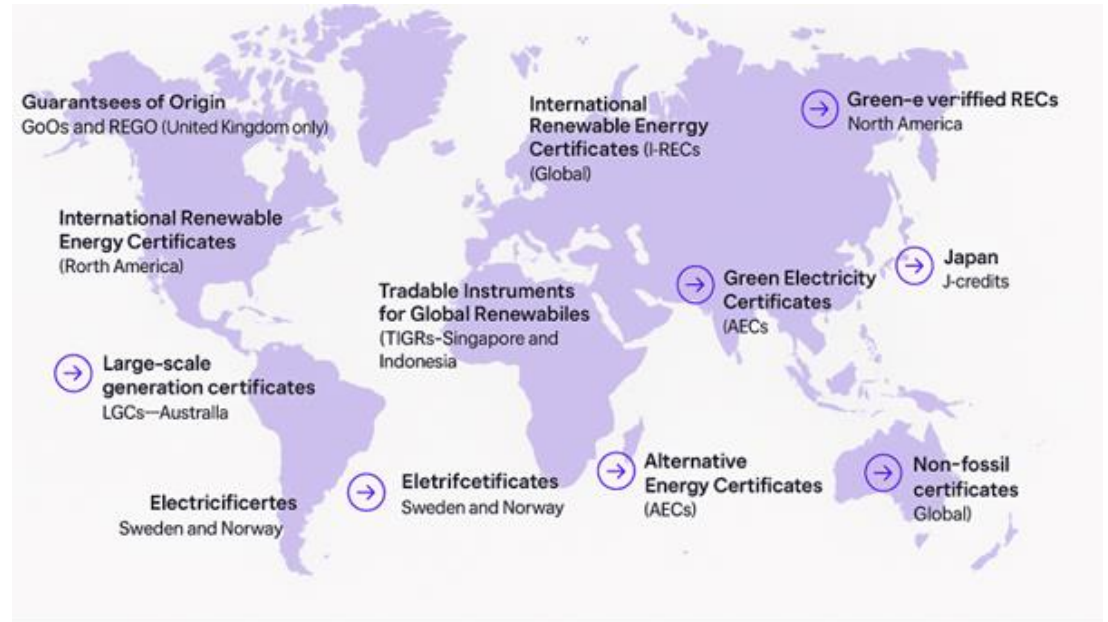 Guarantsees of Origin
GoOs and REGO (United Kingdom only)
International
Renewable Enerrgy
Certificates (I-RECs
(Global)
Green-e veriffied RECs
North America
International Renewable
Energy Certificates
(Rorth America)
Japan
J-credits
Green Electricity
Certificates
(AECs
Tradable Instruments
for Global Renewabiles
(TIGRs-Singapore and
Indonesia
Large-scale
generation certificates
LGCs—Australla
Alternative
Energy Certificates
(AECs)
Non-fossil
certificates
Global)
Eletrifcetificates
Sweden and Norway
Electricificertes
Sweden and Norway